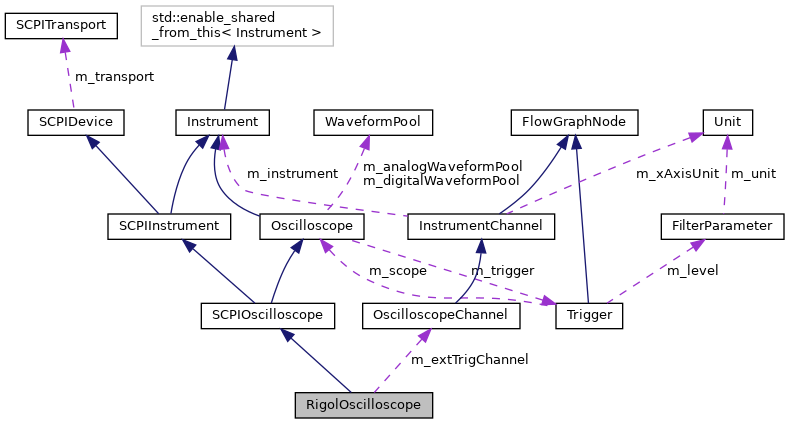 std::enable_shared
_from_this< Instrument >
SCPITransport
m_transport
SCPIDevice
Instrument
WaveformPool
FlowGraphNode
Unit
m_instrument
m_analogWaveformPool
m_digitalWaveformPool
m_xAxisUnit
m_unit
SCPIInstrument
Oscilloscope
InstrumentChannel
FilterParameter
m_scope
m_trigger
m_level
SCPIOscilloscope
OscilloscopeChannel
Trigger
m_extTrigChannel
RigolOscilloscope